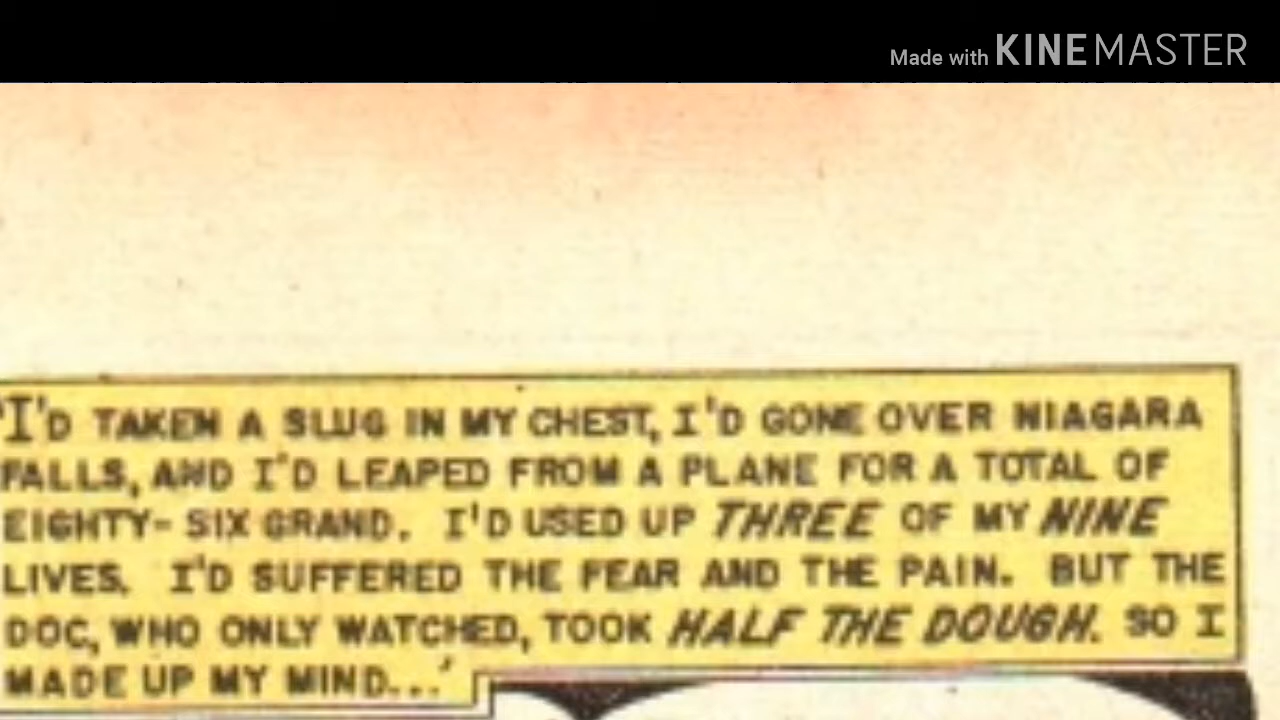 Made with KINEMASTER
'I'D TAKEN A SLUG IN MY CHEST, I'D GONE OVER NIAGARA
FALLS, AND I'D LEAPED FROM A PLANE FOR A TOTAL OF
EIGHTY- SIX GRAND. I'D USED UP THREE OF MY NINE
LIVES. I'D SUFFERED THE FEAR AND THE PAIN. BUT THE
DOC, WHO ONLY WATCHED, TOOK HALF THE DOUGH. SO I
MADE UP MY MIND...'